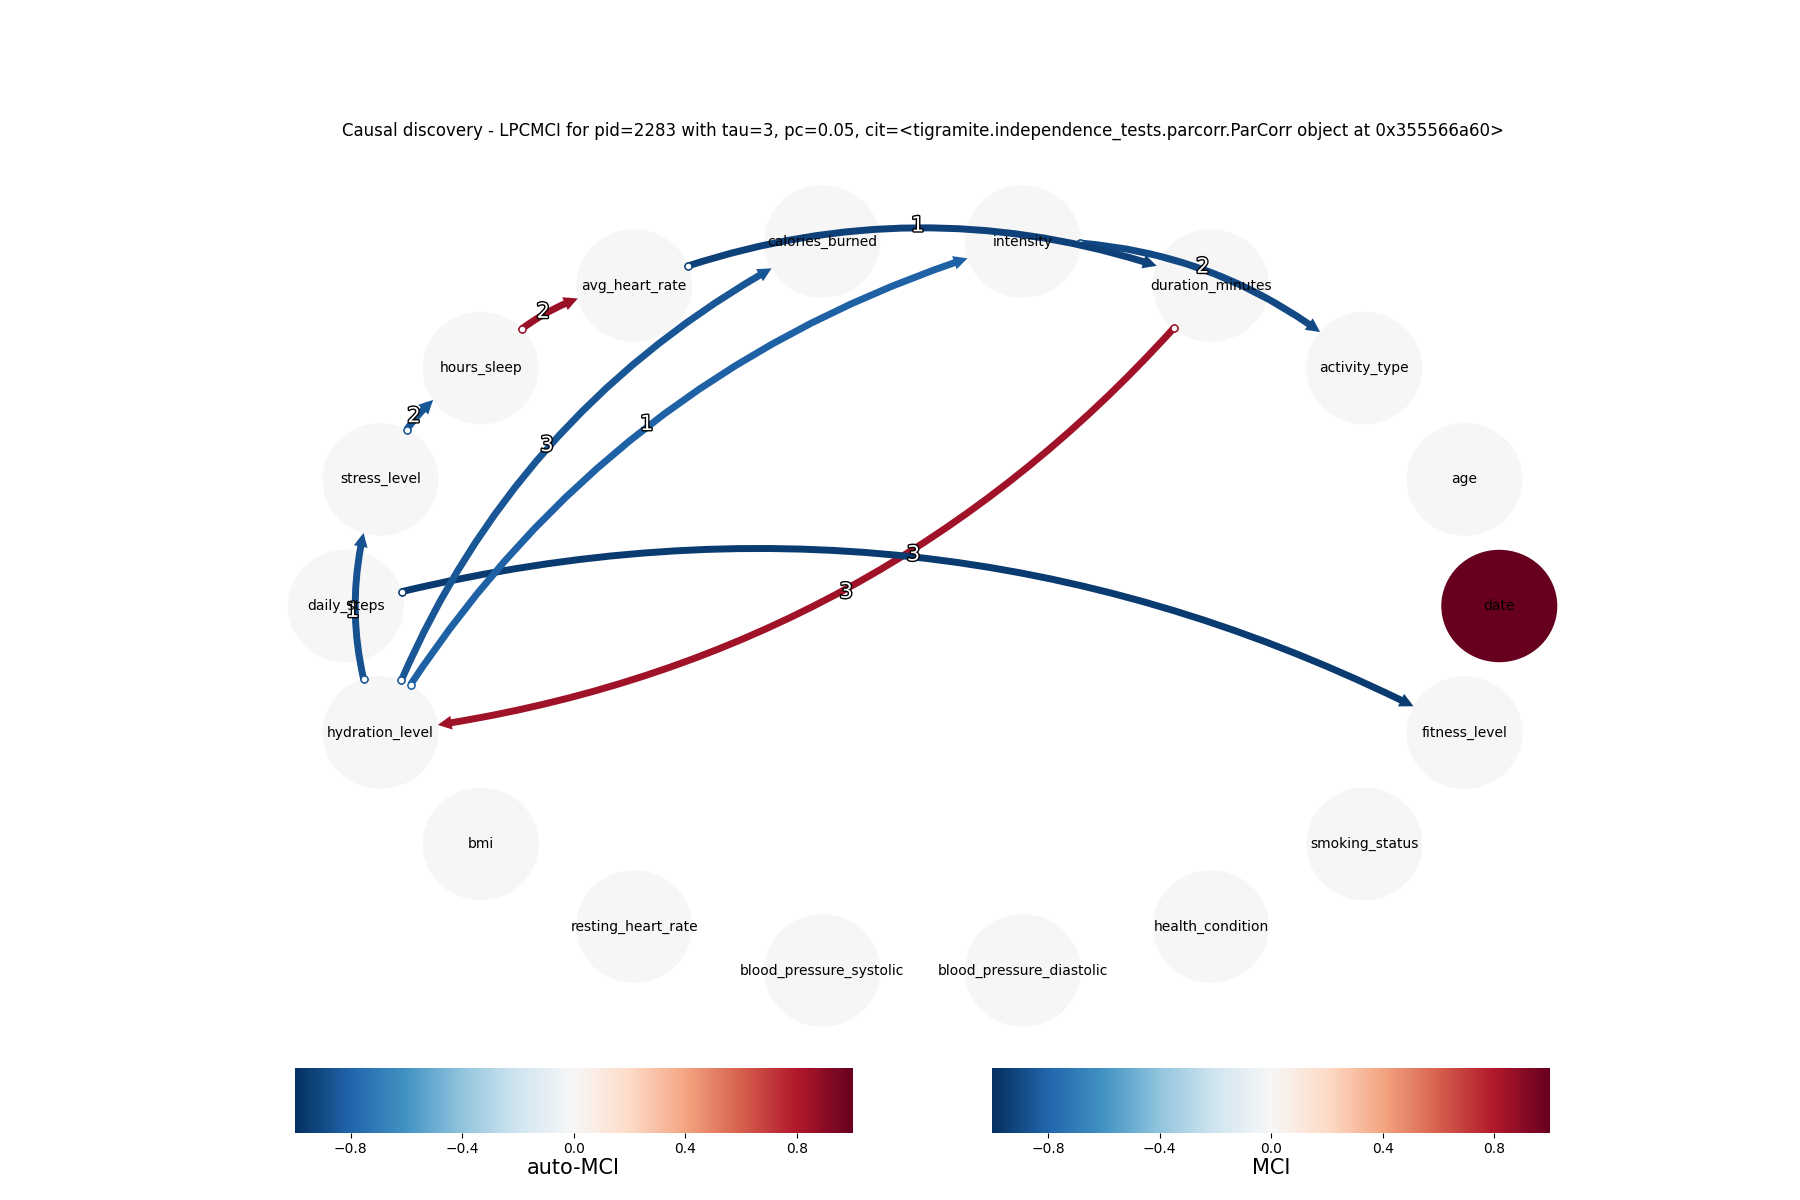 Causal discovery - LPCMCI for pid=2283 with tau=3, pc=0.05, cit=<tigramite.independence_tests.parcorr.ParCorr object at 0x355566a60>
1
calories_burned
intensity
2
avg_heart_rate
duration_minutes
2
hours_sleep
activity_type
2
1
3
stress_level
age
3
3
daily_steps
1
date
hydration_level
fitness_level
bmi
smoking_status
resting_heart_rate
health_condition
blood_pressure_systolic
blood_pressure_diastolic
−0.8 −0.4 0.0 0.4 0.8
auto-MCI
−0.8 −0.4 0.0 0.4 0.8
MCI